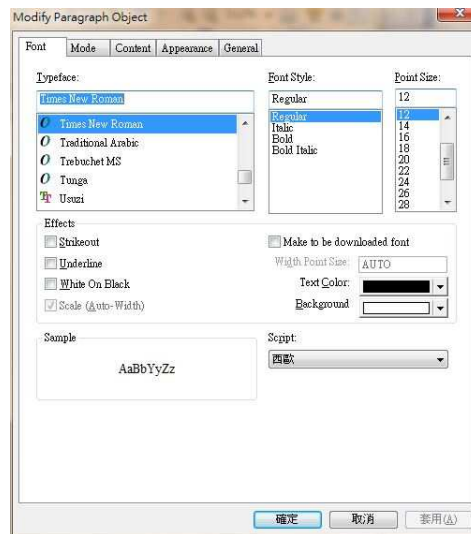 Modify Paragraph Object
Font Mode Content Appearance General
Typeface: Font Style: Point Size:
Times New Roman Regular 12
Times New Roman Regular 12
Traditional Arabic Italic 14
Trebuchet MS Bold 16
Tunga Bold Italic 18
Usuzi 20
22
24
26
28
Effects
Strikeout Make to be downloaded font
Underline Width Point Size: AUTO
White On Black Text Color:
Scale (Auto-Width) Background
Sample Script:
AaBbYyZz 西歐
確定 取消 套用(A)